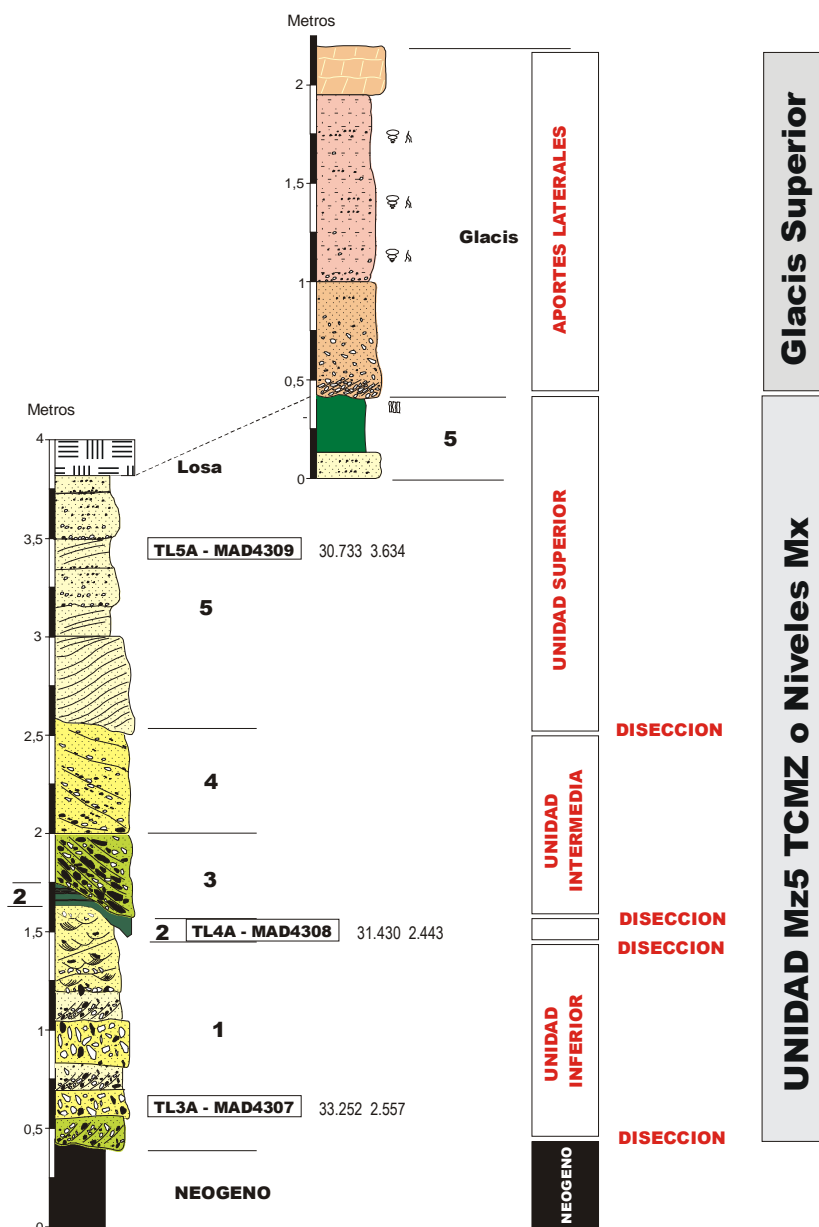 Metros
2
1,5
1
0,5
0
Glacis
5
APORTES LATERALES
Glacis Superior
Metros
4
3,5
3
2,5
2
1,5
1
0,5
0
Losa
TL5A - MAD4309 30.733 3.634
5
4
3
2
2 TL4A - MAD4308 31.430 2.443
1
TL3A - MAD4307 33.252 2.557
NEOGENO
UNIDAD SUPERIOR
DISECCION
UNIDAD
INTERMEDIA
DISECCION
DISECCION
UNIDAD
INFERIOR
DISECCION
NEOGENO
UNIDAD Mz5 TCMZ o Niveles Mx